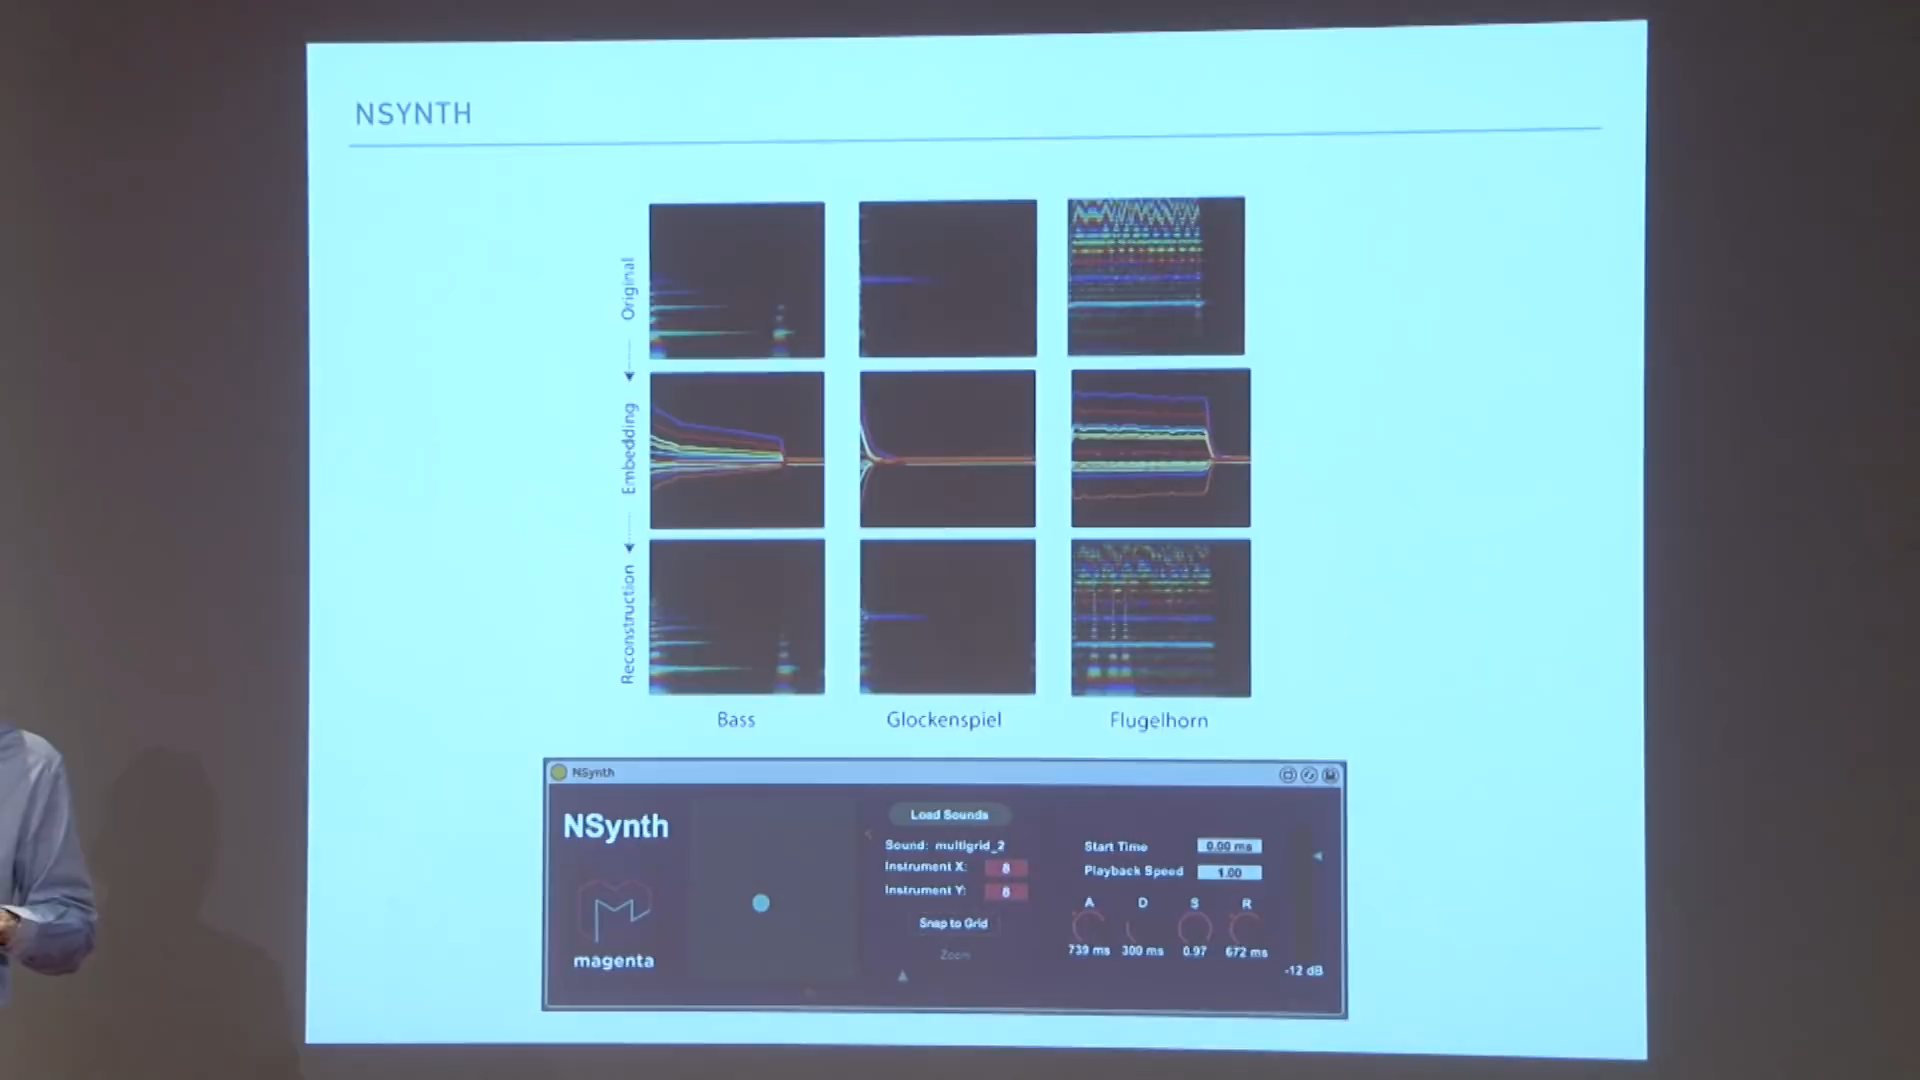 NSYNTH
Original
Embedding
Reconstruction
Bass Glockenspiel Flugelhorn
NSynth
NSynth
magenta
Load Sounds
Sound: multigrid_2
Instrument X: 8
Instrument Y: 8
Snap to Grid
Zoom
Start Time 0.00 ms
Playback Speed 1.00
A D S R
739 ms 300 ms 0.97 672 ms
-12 dB